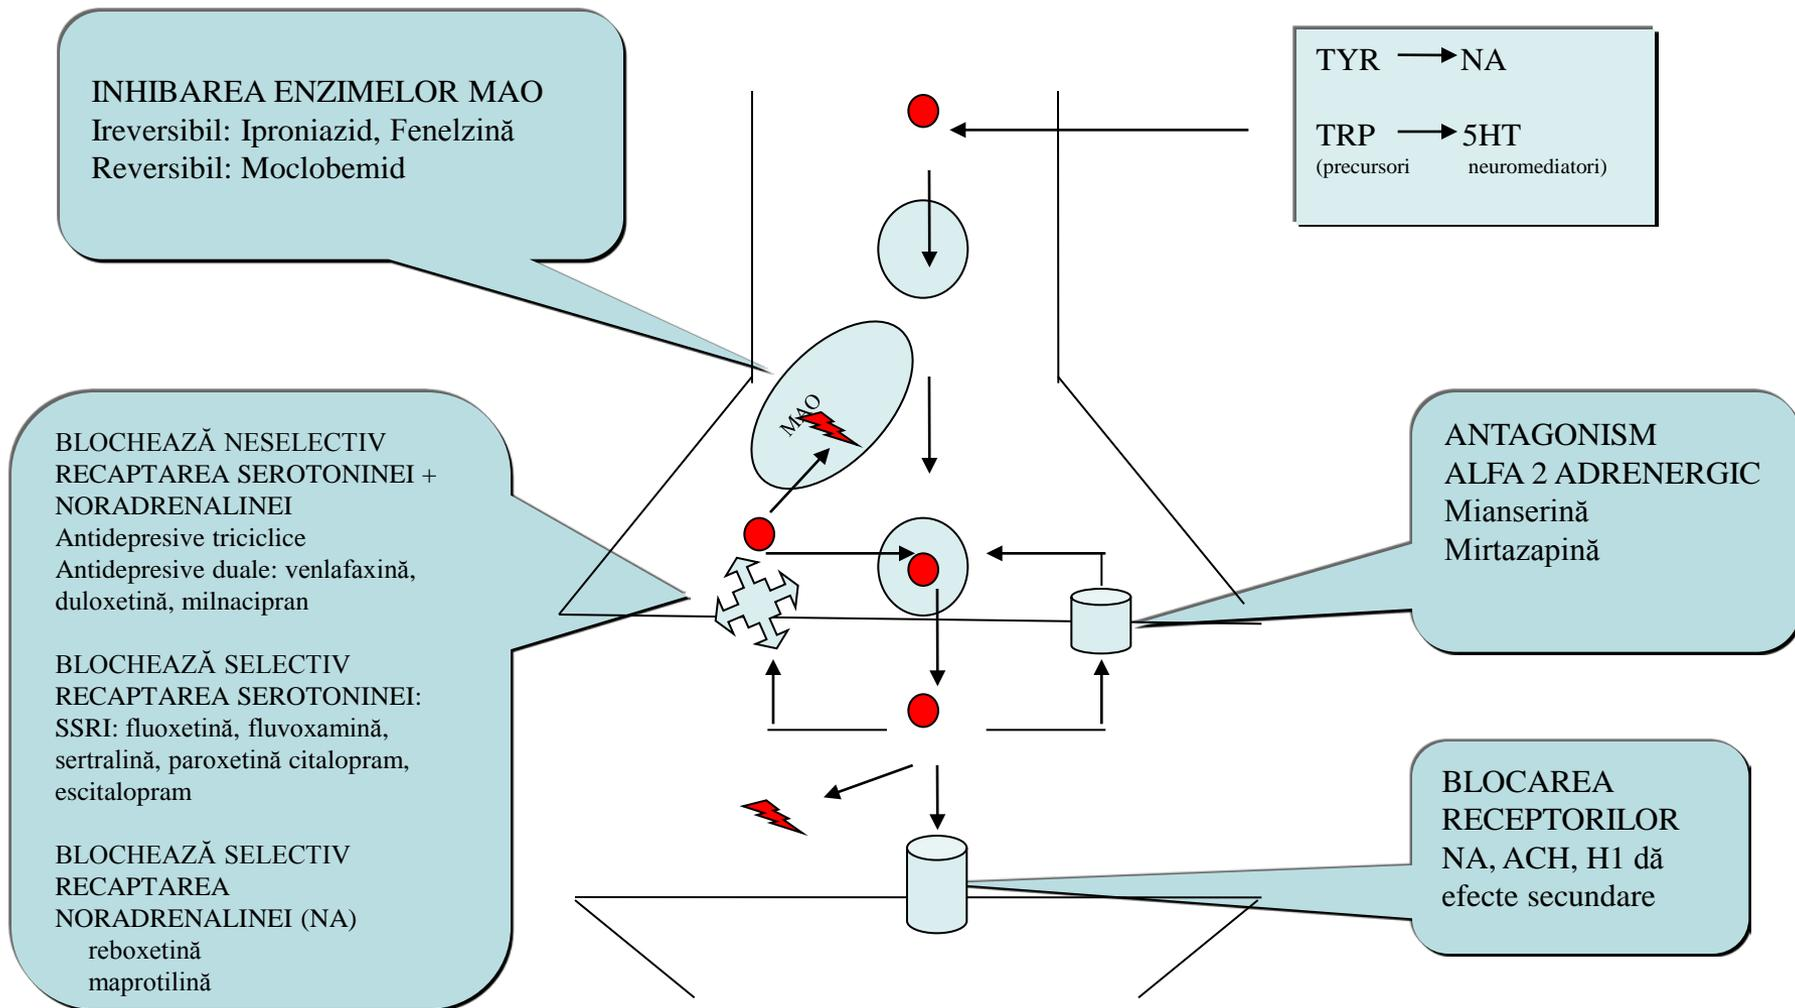 INHIBAREA ENZIMELOR MAO
Ireversibil: Iproniazid, Fenelzină
Reversibil: Moclobemid
TYR NA
TRP 5HT
(precursori neuromediatori)
MAO
BLOCHEAZĂ NESELECTIV
RECAPTAREA SEROTONINEI +
NORADRENALINEI
Antidepresive triciclice
Antidepresive duale: venlafaxină,
duloxetină, milnacipran
BLOCHEAZĂ SELECTIV
RECAPTAREA SEROTONINEI:
SSRI: fluoxetină, fluvoxamină,
sertralină, paroxetină citalopram,
escitalopram
BLOCHEAZĂ SELECTIV
RECAPTAREA
NORADRENALINEI (NA)
reboxetină
maprotilină
ANTAGONISM
ALFA 2 ADRENERGIC
Mianserină
Mirtazapină
BLOCAREA
RECEPTORILOR
NA, ACH, H1 dă
efecte secundare